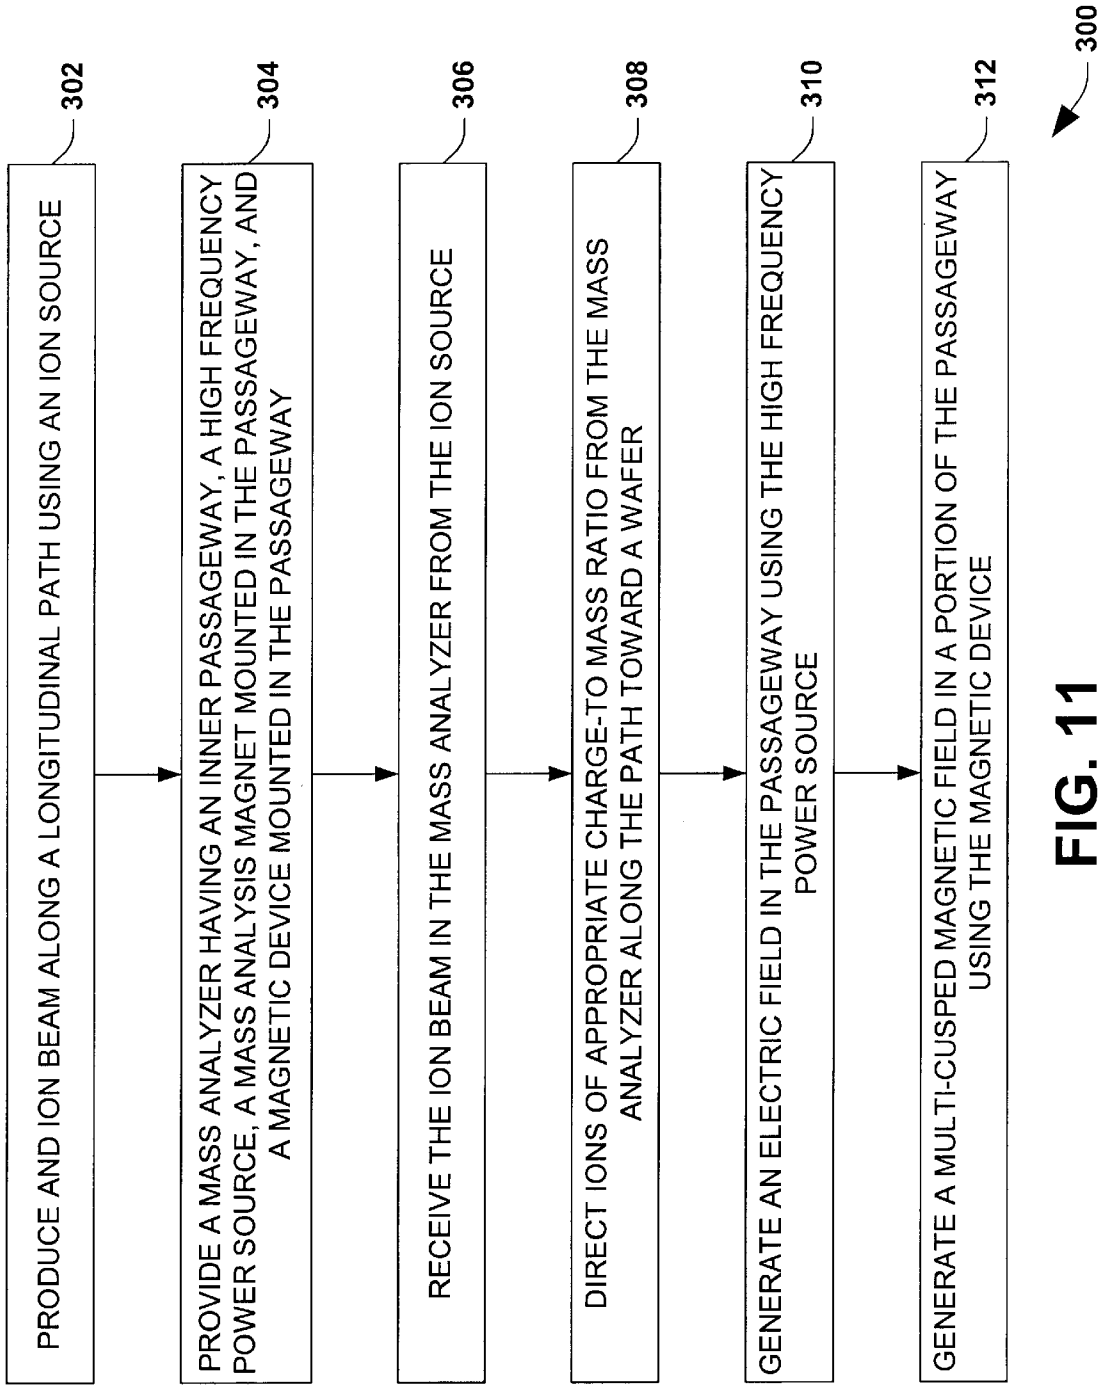 PRODUCE AND ION BEAM ALONG A LONGITUDINAL PATH USING AN ION SOURCE
302
PROVIDE A MASS ANALYZER HAVING AN INNER PASSAGEWAY, A HIGH FREQUENCY
POWER SOURCE, A MASS ANALYSIS MAGNET MOUNTED IN THE PASSAGEWAY, AND
A MAGNETIC DEVICE MOUNTED IN THE PASSAGEWAY
304
RECEIVE THE ION BEAM IN THE MASS ANALYZER FROM THE ION SOURCE
306
DIRECT IONS OF APPROPRIATE CHARGE-TO MASS RATIO FROM THE MASS
ANALYZER ALONG THE PATH TOWARD A WAFER
308
GENERATE AN ELECTRIC FIELD IN THE PASSAGEWAY USING THE HIGH FREQUENCY
POWER SOURCE
310
GENERATE A MULTI-CUSPED MAGNETIC FIELD IN A PORTION OF THE PASSAGEWAY
USING THE MAGNETIC DEVICE
312
300
FIG. 11